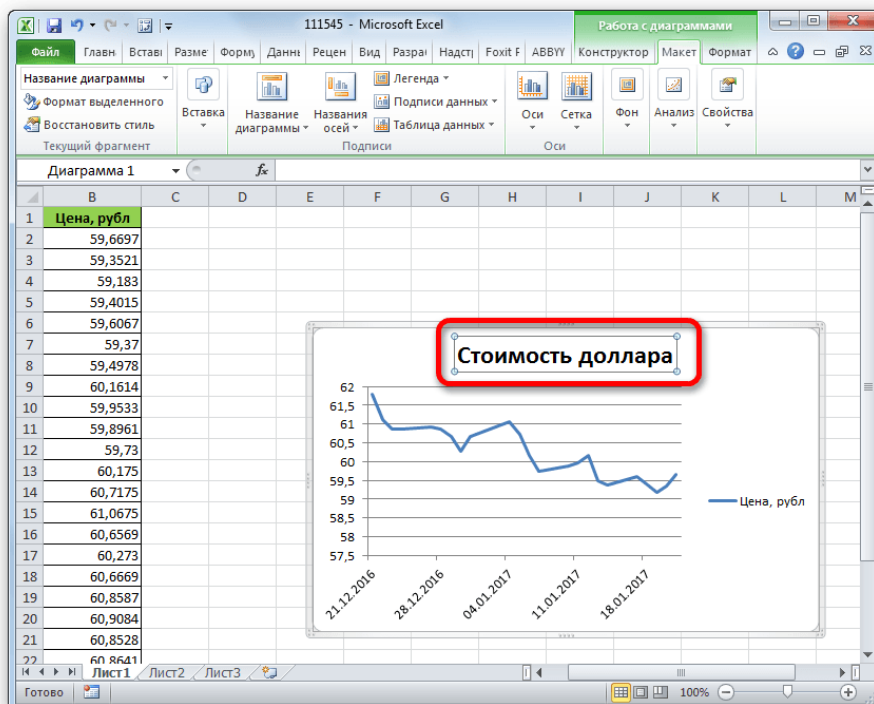 111545 - Microsoft Excel
Работа с диаграммами
Файл Главн Вставı Разме Формı Данн Рецен Вид Разраı Надстı Foxit F ABBYY Конструктор Макет Формат
Название диаграммы
Формат выделенного
Восстановить стиль
Текущий фрагмент
Вставка
Название диаграммы
Названия осей
Легенда
Подписи данных
Таблица данных
Подписи
Оси
Сетка
Оси
Фон
Анализ
Свойства
Диаграмма 1
fx
B C D E F G H I J K L M
1 Цена, рубл
2 59,6697
3 59,3521
4 59,183
5 59,4015
6 59,6067
7 59,37
8 59,4978
9 60,1614
10 59,9533
11 59,8961
12 59,73
13 60,175
14 60,7175
15 61,0675
16 60,6569
17 60,273
18 60,6669
19 60,8587
20 60,9084
21 60,8528
22 60,8641
Стоимость доллара
62
61,5
61
60,5
60
59,5
59
58,5
58
57,5
21.12.2016
28.12.2016
04.01.2017
11.01.2017
18.01.2017
Цена, рубл
Лист1 Лист2 Лист3
Готово
100%